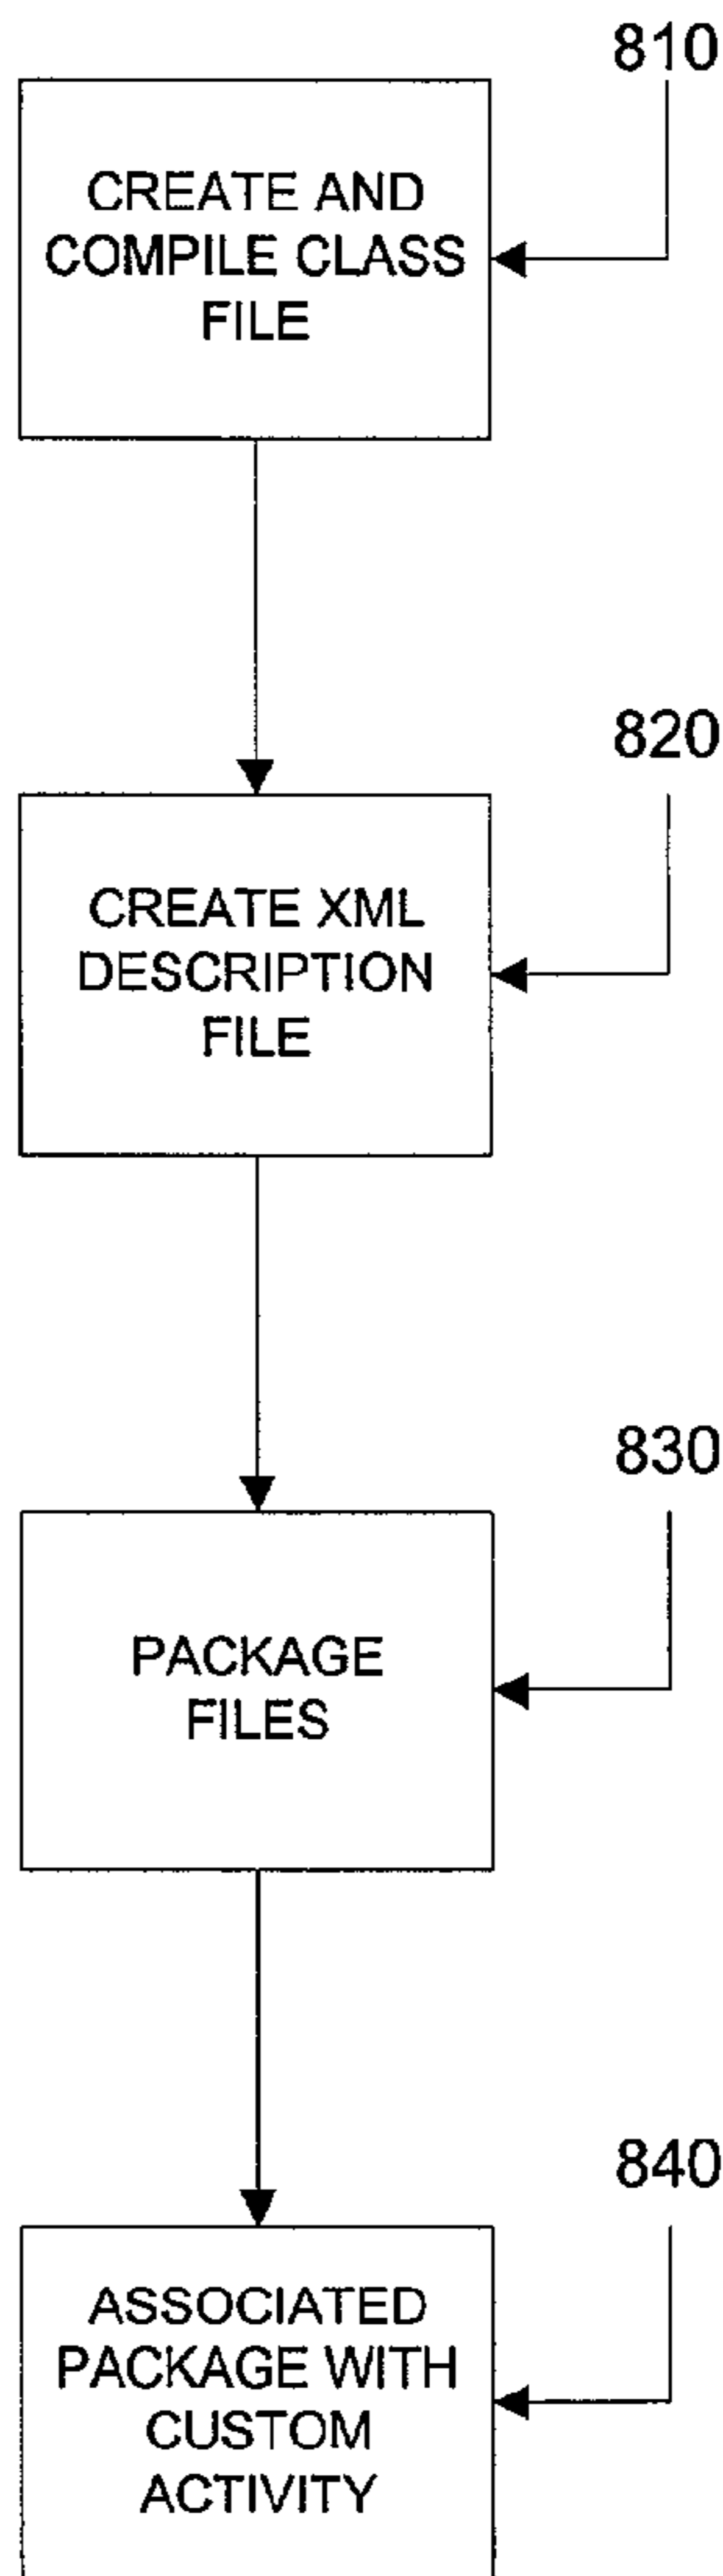 810
CREATE AND
COMPILE CLASS
FILE
820
CREATE XML
DESCRIPTION
FILE
830
PACKAGE
FILES
840
ASSOCIATED
PACKAGE WITH
CUSTOM
ACTIVITY